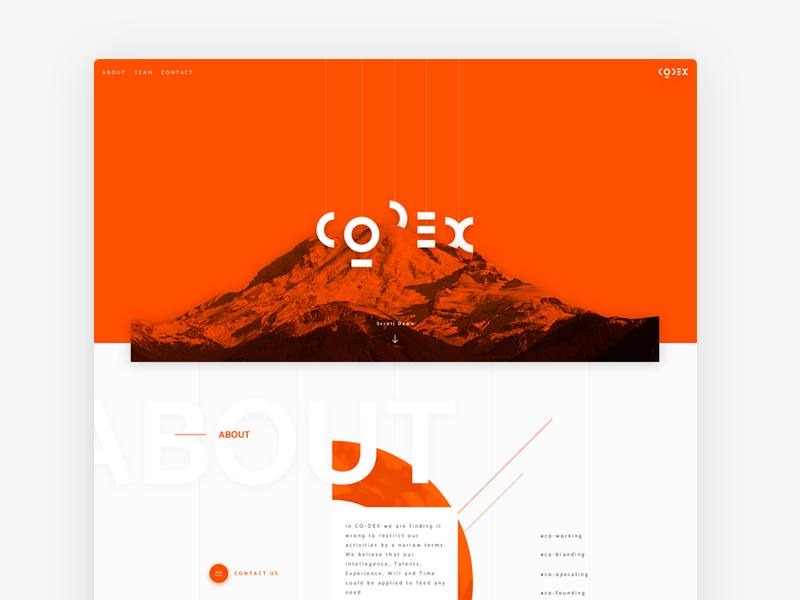 ABOUT TEAM CONTACT
CODEX
CODEX
Scroll Down
ABOUT
ABOUT
In CO-DEX we are finding it
wrong to restrict our
activities by a narrow terms.
We believe that our
Intellegence, Talents,
Experience, Will and Time
sould be applied to feed any
need.
CONTACT US
#co-working
#co-branding
#co-operating
#co-founding